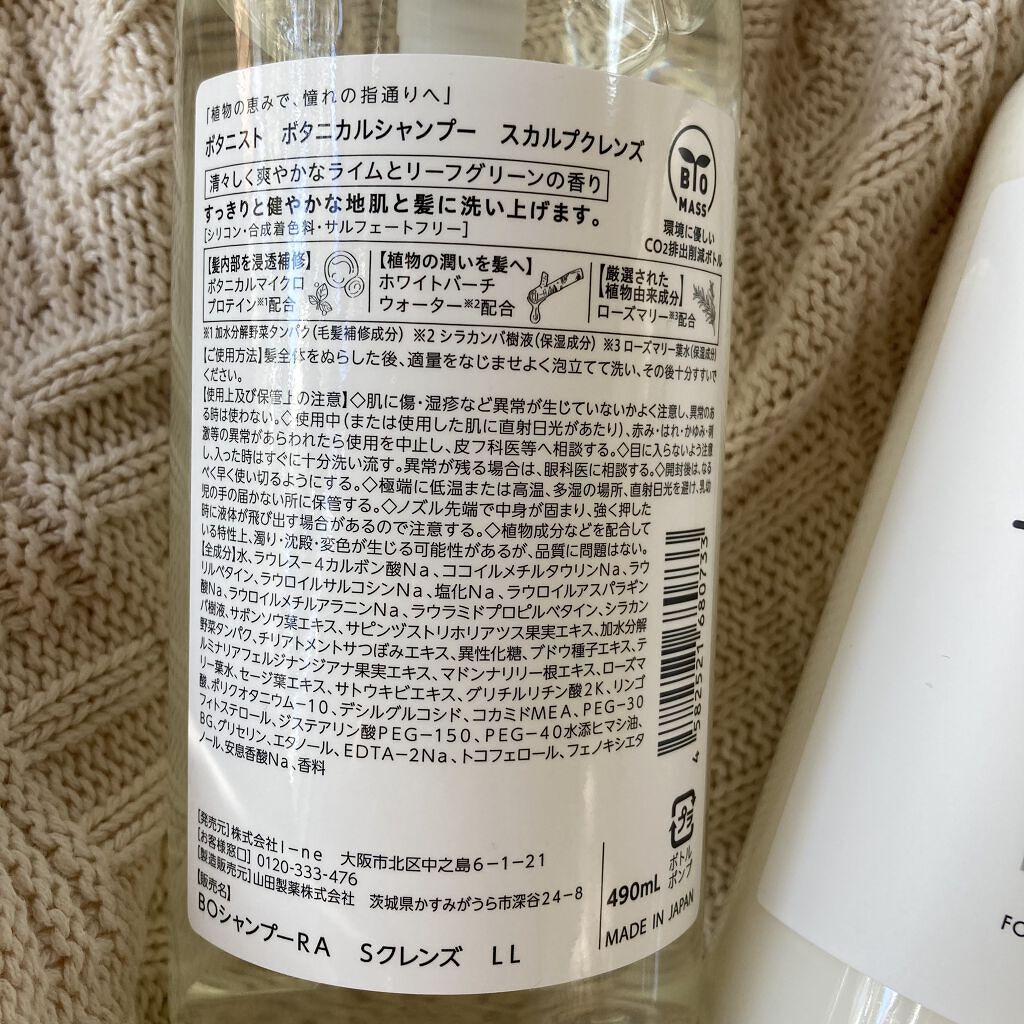 「植物の恵みで、憧れの指通りへ」
ボタニスト ボタニカルシャンプー スカルプクレンズ
清々しく爽やかなライムとリーフグリーンの香り
すっきりと健やかな地肌と髪に洗い上げます。
[シリコン・合成着色料・サルフェートフリー]
BIO
MASS
環境に優しい
CO2排出削減ボトル
【髪内部を浸透補修】
ボタニカルマイクロ
プロテイン※1配合
【植物の潤いを髪へ】
ホワイトバーチ
ウォーター※2配合
【厳選された
植物由来成分】
ローズマリー※3配合
※1 加水分解野菜タンパク(毛髪補修成分) ※2 シラカンバ樹液(保湿成分) ※3 ローズマリー葉水(保湿成分)
【ご使用方法】髪全体をぬらした後、適量をなじませよく泡立てて洗い、その後十分すすいで
ください。
【使用上及び保管上の注意】◇肌に傷・湿疹など異常が生じていないかよく注意し、異常のあ
る時は使わない。◇使用中(または使用した肌に直射日光があたり)、赤み・はれ・かゆみ・刺
激等の異常があらわれたら使用を中止し、皮フ科医等へ相談する。◇目に入らないよう注意
し、入った時はすぐに十分洗い流す。異常が残る場合は、眼科医に相談する。◇開封後は、なる
べく早く使い切るようにする。◇極端に低温または高温、多湿の場所、直射日光を避け、乳幼
児の手の届かない所に保管する。◇ノズル先端で中身が固まり、強く押した
時に液体が飛び出す場合があるので注意する。◇植物成分などを配合して
いる特性上、濁り・沈殿・変色が生じる可能性があるが、品質に問題はない。
【全成分】水、ラウレス-4カルボン酸Na、ココイルメチルタウリンNa、ラウ
リルベタイン、ラウロイルサルコシンNa、塩化Na、ラウロイルアスパラギン
酸Na、ラウロイルメチルアラニンNa、ラウラミドプロピルベタイン、シラカン
バ樹液、サボンソウ葉エキス、サピンヅストリホリアツス果実エキス、加水分解
野菜タンパク、チリアトメントサつぼみエキス、異性化糖、ブドウ種子エキス、テ
ルミナリアフェルジナンジアナ果実エキス、マドンナリリー根エキス、ローズマ
リー葉水、セージ葉エキス、サトウキビエキス、グリチルリチン酸2K、リンゴ
酸、ポリクオタニウム-10、デシルグルコシド、コカミドMEA、PEG-30
フィトステロール、ジステアリン酸PEG-150、PEG-40水添ヒマシ油、
BG、グリセリン、エタノール、EDTA-2Na、トコフェロール、フェノキシエタ
ノール、安息香酸Na、香料
4 582521 680733
【発売元】株式会社I-ne 大阪市北区中之島6-1-21
【お客様窓口】0120-333-476
【製造販売元】山田製薬株式会社 茨城県かすみがうら市深谷24-8
【販売名】
BOシャンプーRA Sクレンズ LL
プラ
ボトル
ポンプ
490mL
MADE IN JAPAN
FO